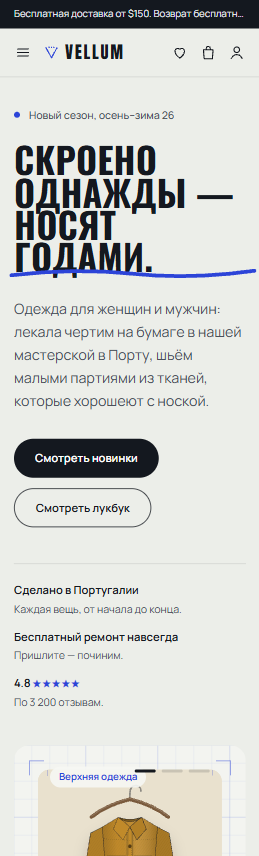 Бесплатная доставка от $150. Возврат бесплатн...
VELLUM
Новый сезон, осень–зима 26
СКРОЕНО
ОДНАЖДЫ —
НОСЯТ
ГОДАМИ.
Одежда для женщин и мужчин:
лекала чертим на бумаге в нашей
мастерской в Порту, шьём
малыми партиями из тканей,
которые хорошеют с ноской.
Смотреть новинки
Смотреть лукбук
Сделано в Португалии
Каждая вещь, от начала до конца.
Бесплатный ремонт навсегда
Пришлите — починим.
4.8 ★★★★★
По 3 200 отзывам.
Верхняя одежда